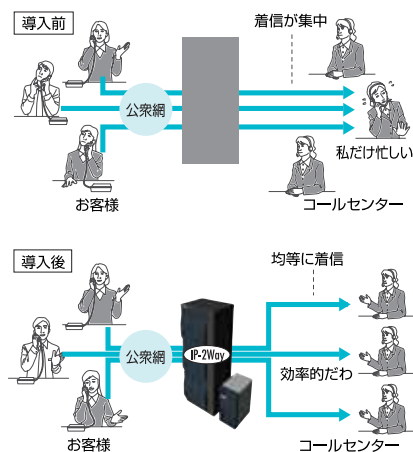 導入前
着信が集中
公衆網
私だけ忙しい
お客様
コールセンター
導入後
均等に着信
公衆網
IP-2Way
効率的だわ
お客様
コールセンター